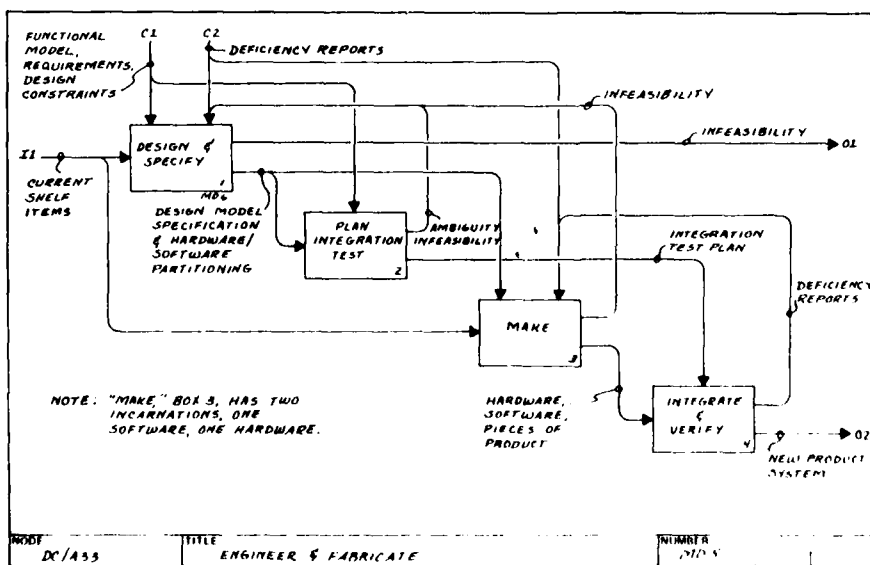 FUNCTIONAL
MODEL,
REQUIREMENTS,
DESIGN
CONSTRAINTS
C1
C2
DEFICIENCY REPORTS
INFEASIBILITY
INFEASIBILITY
O1
I1
CURRENT
SHELF
ITEMS
DESIGN &
SPECIFY
1
MD6
DESIGN MODEL
SPECIFICATION
& HARDWARE/
SOFTWARE
PARTITIONING
PLAN
INTEGRATION
TEST
2
AMBIGUITY
INFEASIBILITY
INTEGRATION
TEST PLAN
DEFICIENCY
REPORTS
MAKE
3
NOTE: "MAKE," BOX 3, HAS TWO
INCARNATIONS, ONE
SOFTWARE, ONE HARDWARE.
HARDWARE,
SOFTWARE,
PIECES OF
PRODUCT
INTEGRATE
&
VERIFY
4
O2
NEW PRODUCT
SYSTEM
NODE
DC/A33
TITLE
ENGINEER & FABRICATE
NUMBER